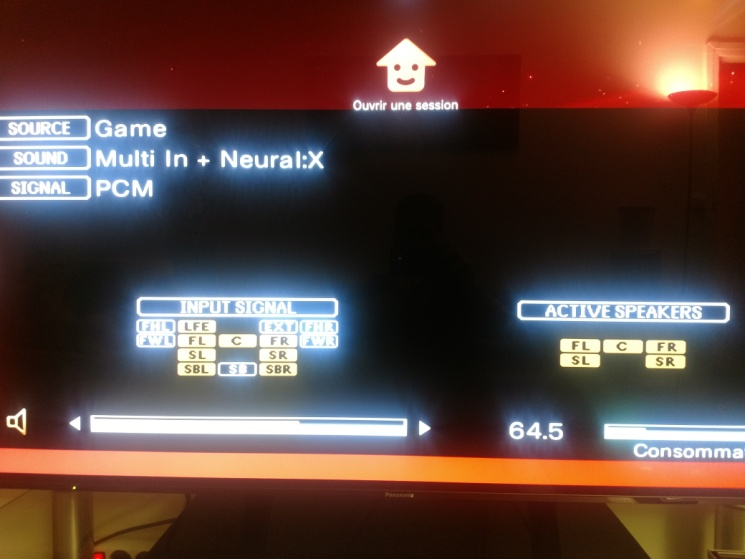 Ouvrir une session
SOURCE Game
SOUND Multi In + Neural:X
SIGNAL PCM
INPUT SIGNAL
FHL LFE EXT FHR
FWL FL C FR FWR
SL SR
SBL SB SBR
ACTIVE SPEAKERS
FL C FR
SL SR
64.5
Consomma
Panasonic